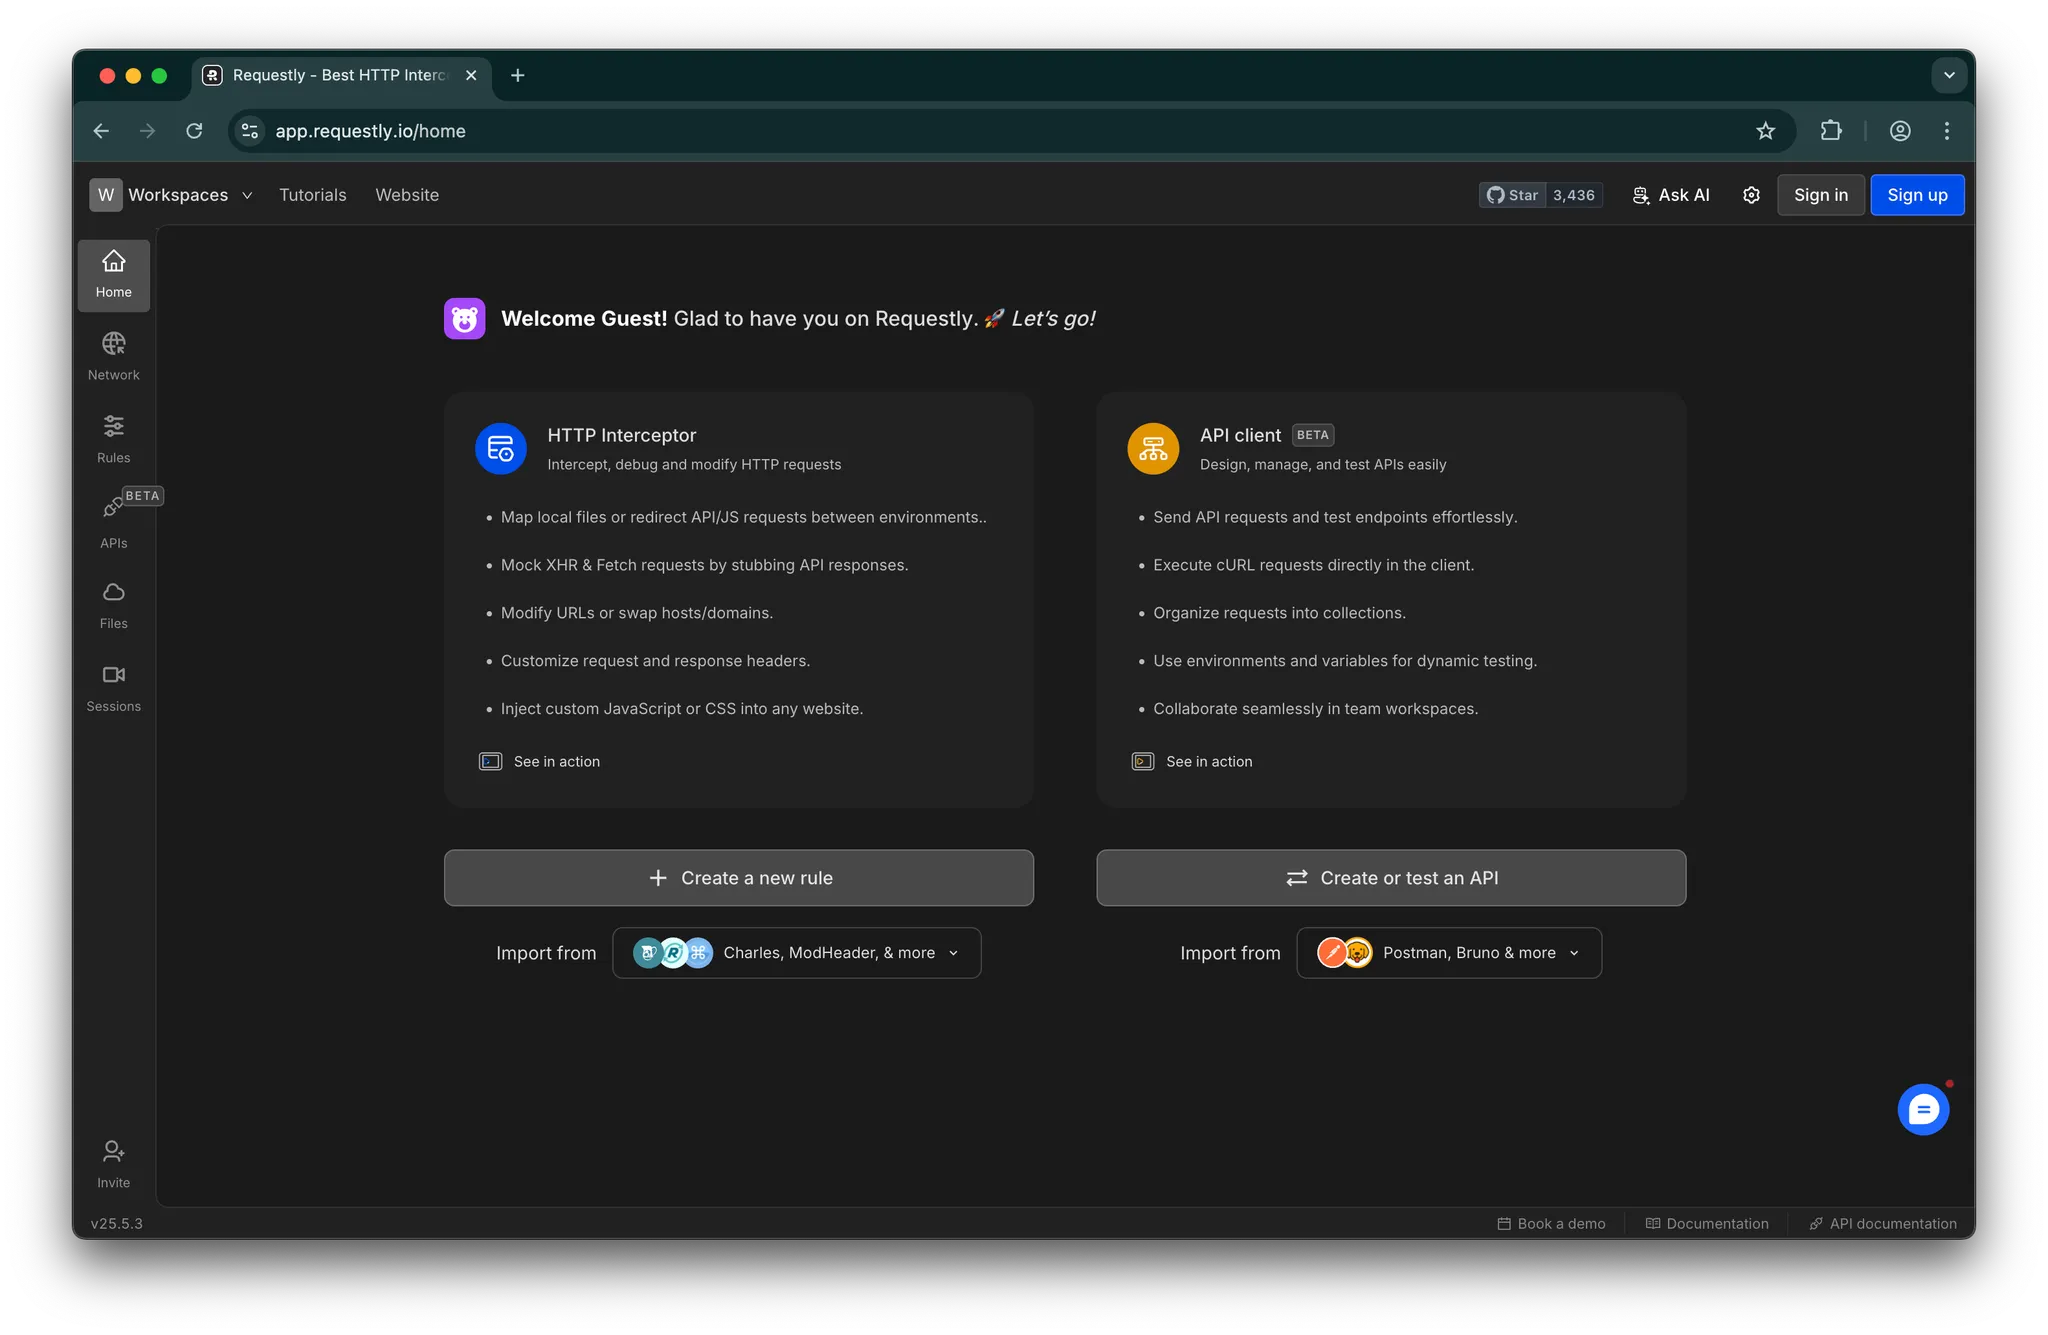 Requestly - Best HTTP Interc
app.requestly.io/home
W Workspaces Tutorials Website Star 3,436 Ask AI Sign in Sign up
Home
Network
Rules
BETA
APIs
Files
Sessions
Invite
v25.5.3
Welcome Guest! Glad to have you on Requestly. 🚀 Let's go!
HTTP Interceptor
Intercept, debug and modify HTTP requests
• Map local files or redirect API/JS requests between environments..
• Mock XHR & Fetch requests by stubbing API responses.
• Modify URLs or swap hosts/domains.
• Customize request and response headers.
• Inject custom JavaScript or CSS into any website.
See in action
Create a new rule
Import from Charles, ModHeader, & more
API client BETA
Design, manage, and test APIs easily
• Send API requests and test endpoints effortlessly.
• Execute cURL requests directly in the client.
• Organize requests into collections.
• Use environments and variables for dynamic testing.
• Collaborate seamlessly in team workspaces.
See in action
Create or test an API
Import from Postman, Bruno & more
Book a demo Documentation API documentation